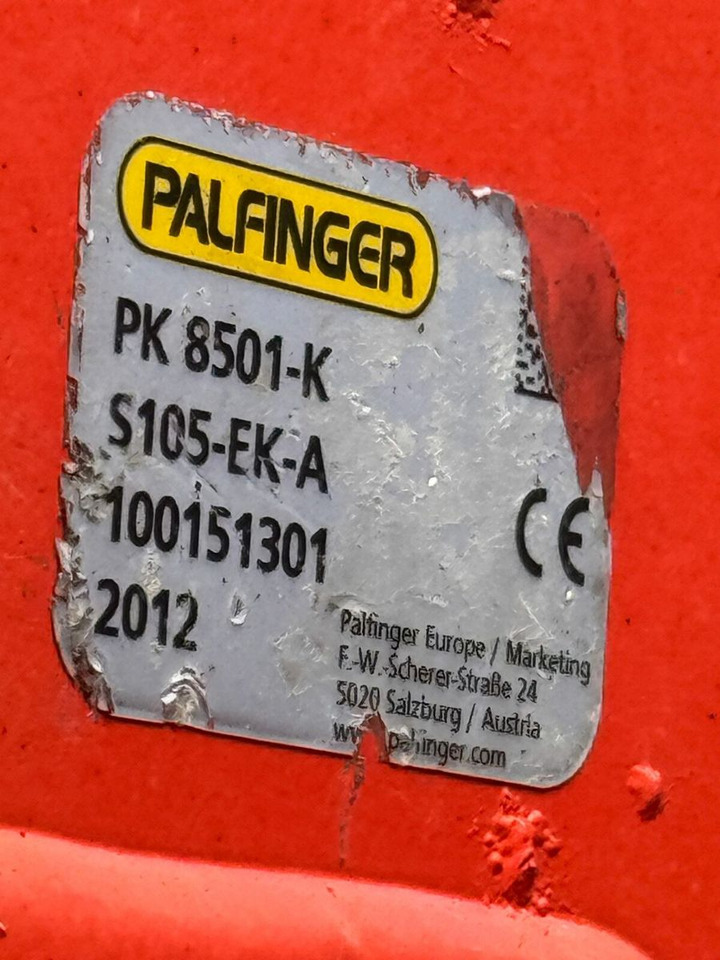 PALFINGER
PK 8501-K
S105-EK-A
100151301
2012
CE
Palfinger Europe / Marketing
F.-W.-Scherer-Straße 24
5020 Salzburg / Austria